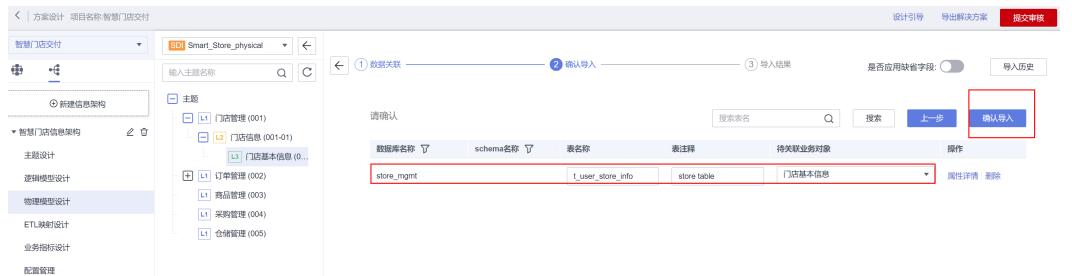 方案设计 项目名称:智慧门店交付
设计引导 导出解决方案 提交审核
智慧门店交付
新建信息架构
智慧门店信息架构
主题设计
逻辑模型设计
物理模型设计
ETL映射设计
业务指标设计
配置管理
SDI Smart_Store_physical
输入主题名称
主题
L1 门店管理 (001)
L2 门店信息 (001-01)
L3 门店基本信息 (0...
L1 订单管理 (002)
L1 商品管理 (003)
L1 采购管理 (004)
L1 仓储管理 (005)
1 数据关联 2 确认导入 3 导入结果
是否应用缺省字段: 导入历史
请确认 搜索表名 搜索 上一步 确认导入
数据库名称 schema名称 表名称 表注释 待关联业务对象 操作
store_mgmt t_user_store_info store table 门店基本信息 属性详情 删除